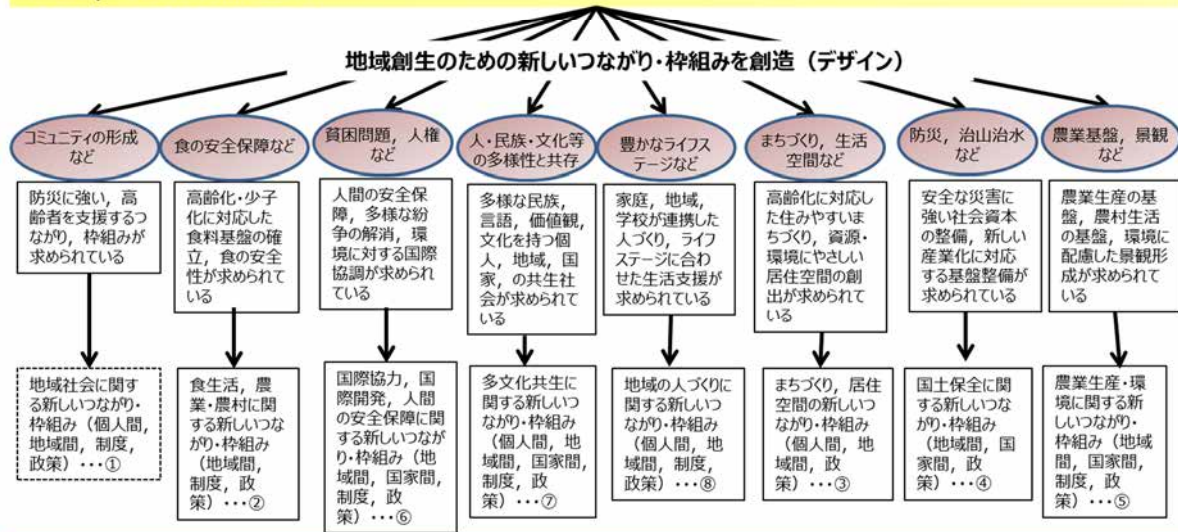 地域創生のための新しいつながり・枠組みを創造（デザイン）
コミュニティの形成
など
防災に強い，高
齢者を支援するつ
ながり，枠組みが
求められている
地域社会に関す
る新しいつながり・
枠組み（個人間，
地域間，制度，
政策）・・・①
食の安全保障など
高齢化・少子
化に対応した
食料基盤の確
立，食の安全
性が求められて
いる
食生活，農
業・農村に関
する新しいつな
がり・枠組み
（地域間，
制度，政
策）・・・②
貧困問題，人権
など
人間の安全保
障，多様な紛
争の解消，環
境に対する国際
協調が求められ
ている
国際協力，国
際開発，人間
の安全保障に関
する新しいつなが
り・枠組み（地
域間，国家間，
制度，政
策）・・・⑥
人・民族・文化等
の多様性と共存
多様な民族，
言語，価値観，
文化を持つ個
人，地域，国
家，の共生社
会が求められて
いる
多文化共生に
関する新しいつ
ながり・枠組み
（個人間，地
域間，国家間，
制度，政
策）・・・⑦
豊かなライフス
テージなど
家庭，地域，
学校が連携した
人づくり，ライフ
ステージに合わ
せた生活支援が
求められている
地域の人づくりに
関する新しいつ
ながり・枠組み
（個人間，地
域間，制度，
政策）・・・⑧
まちづくり，生活
空間など
高齢化に対応し
た住みやすいま
ちづくり，資源・
環境にやさしい
居住空間の創
出が求められて
いる
まちづくり，居住
空間の新しいつ
ながり・枠組み
（個人間，地
域間，政
策）・・・③
防災，治山治水
など
安全な災害に
強い社会資本
の整備，新しい
産業化に対応
する基盤整備が
求められている
国土保全に関
する新しいつな
がり・枠組み
（地域間，国
家間，政
策）・・・④
農業基盤，景観
など
農業生産の基
盤，農村生活
の基盤，環境に
配慮した景観形
成が求められて
いる
農業生産・環
境に関する新し
いつながり・
枠組み（地域
間，国家間，
制度，政
策）・・・⑤